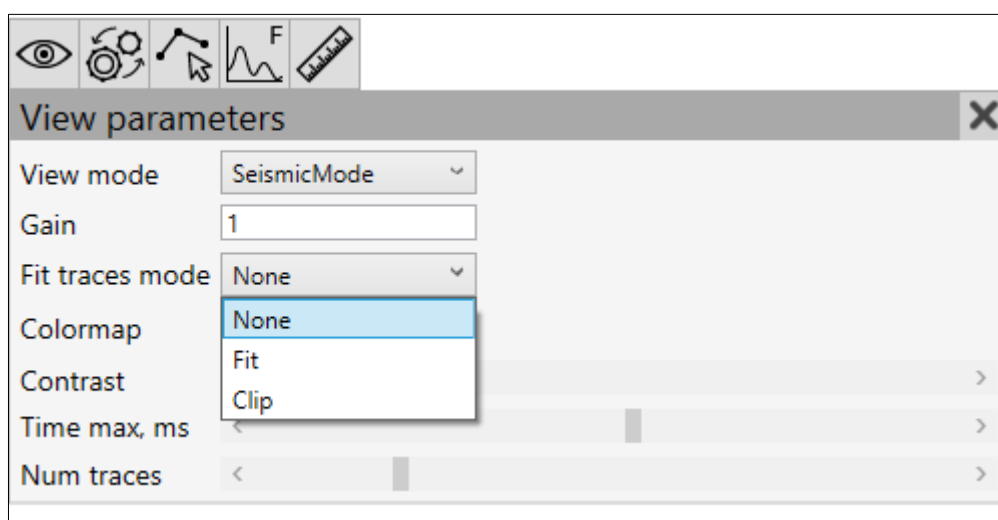 F
View parameters
View mode SeismicMode
Gain 1
Fit traces mode None
None
Colormap
Fit
Contrast
Clip
Time max, ms
Num traces